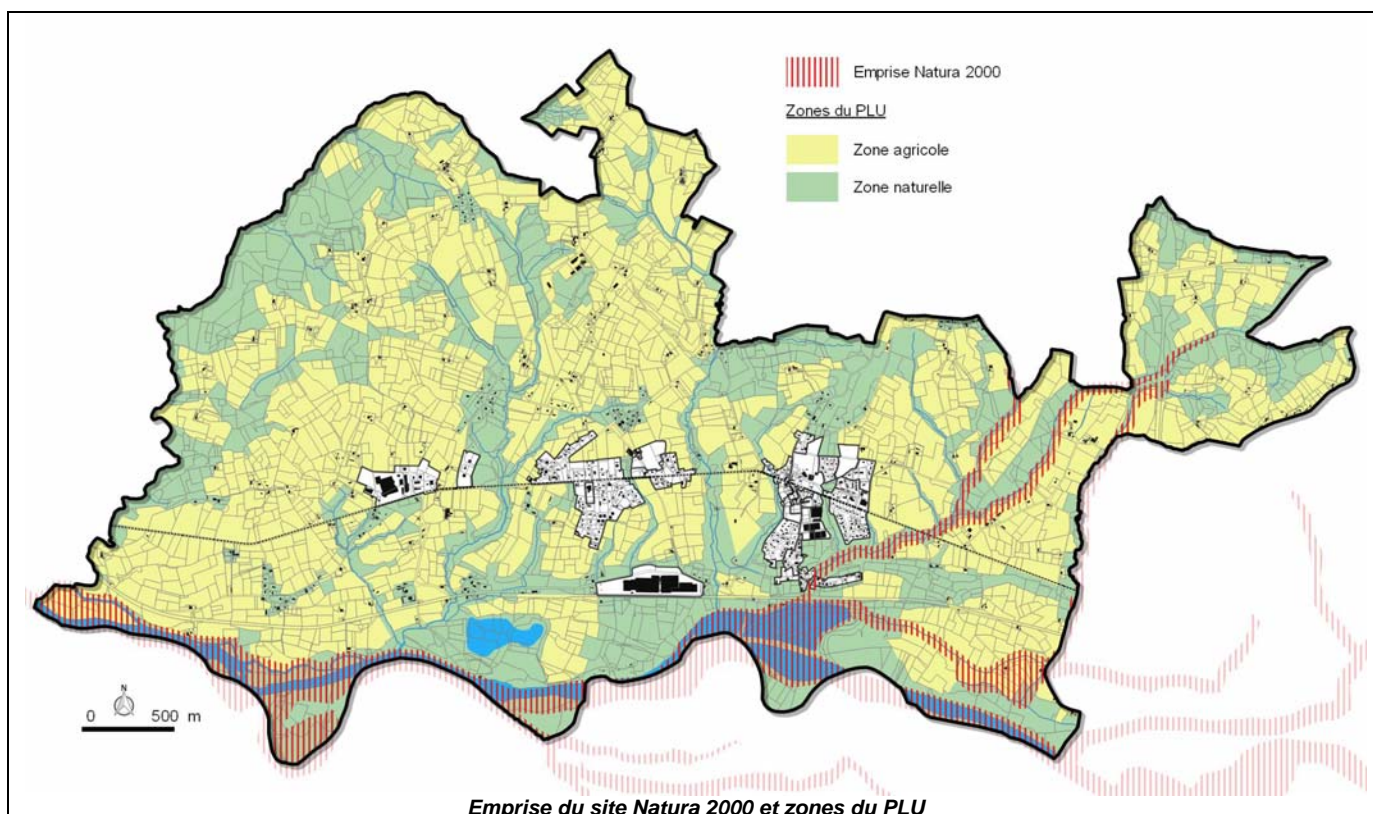 Emprise Natura 2000
Zones du PLU
Zone agricole
Zone naturelle
N
0 500 m
Emprise du site Natura 2000 et zones du PLU